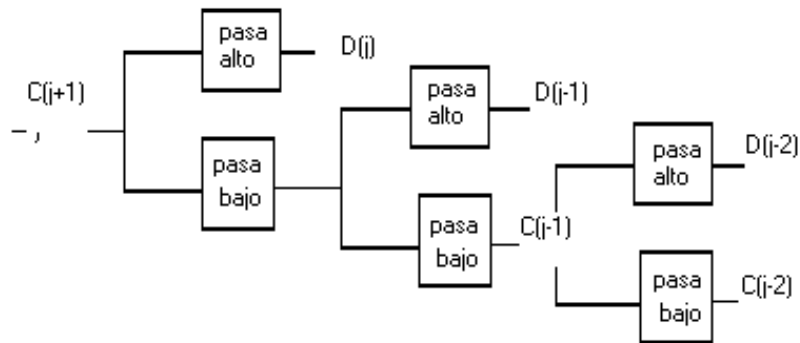 pasa
alto
D(j)
C(j+1)
pasa
alto
D(j-1)
pasa
bajo
pasa
alto
D(j-2)
pasa
bajo
C(j-1)
pasa
bajo
C(j-2)